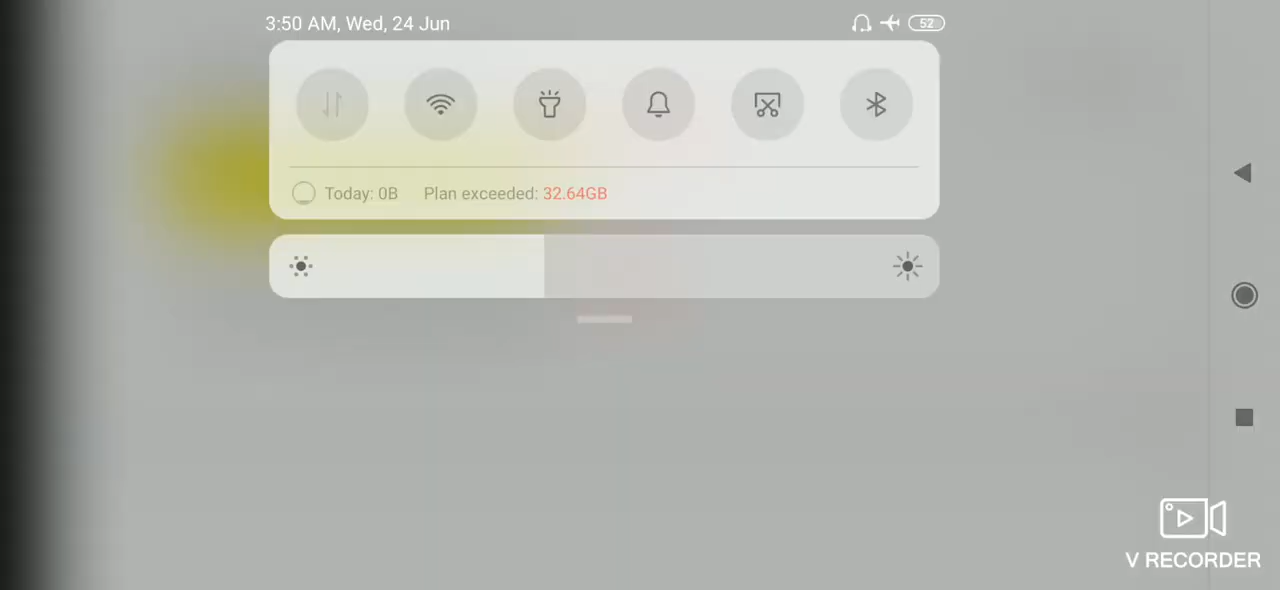 3:50 AM, Wed, 24 Jun
52
Today: 0B Plan exceeded: 32.64GB
V RECORDER